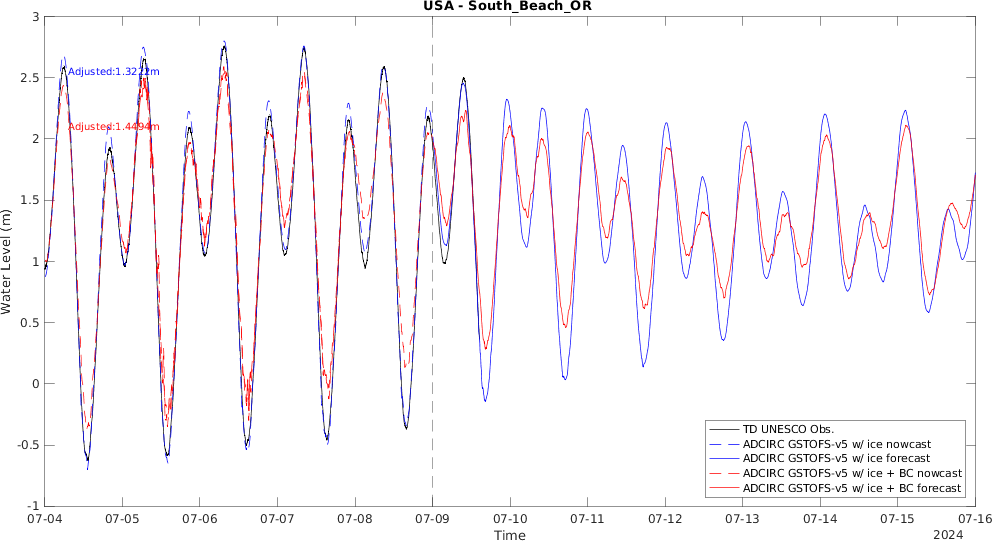 USA - South_Beach_OR
Water Level (m)
3
2.5
2
1.5
1
0.5
0
-0.5
-1
Adjusted:1.3222m
Adjusted:1.4494m
TD UNESCO Obs.
ADCIRC GSTOFS-v5 w/ ice nowcast
ADCIRC GSTOFS-v5 w/ ice forecast
ADCIRC GSTOFS-v5 w/ ice + BC nowcast
ADCIRC GSTOFS-v5 w/ ice + BC forecast
07-04 07-05 07-06 07-07 07-08 07-09 07-10 07-11 07-12 07-13 07-14 07-15 07-16
Time
2024